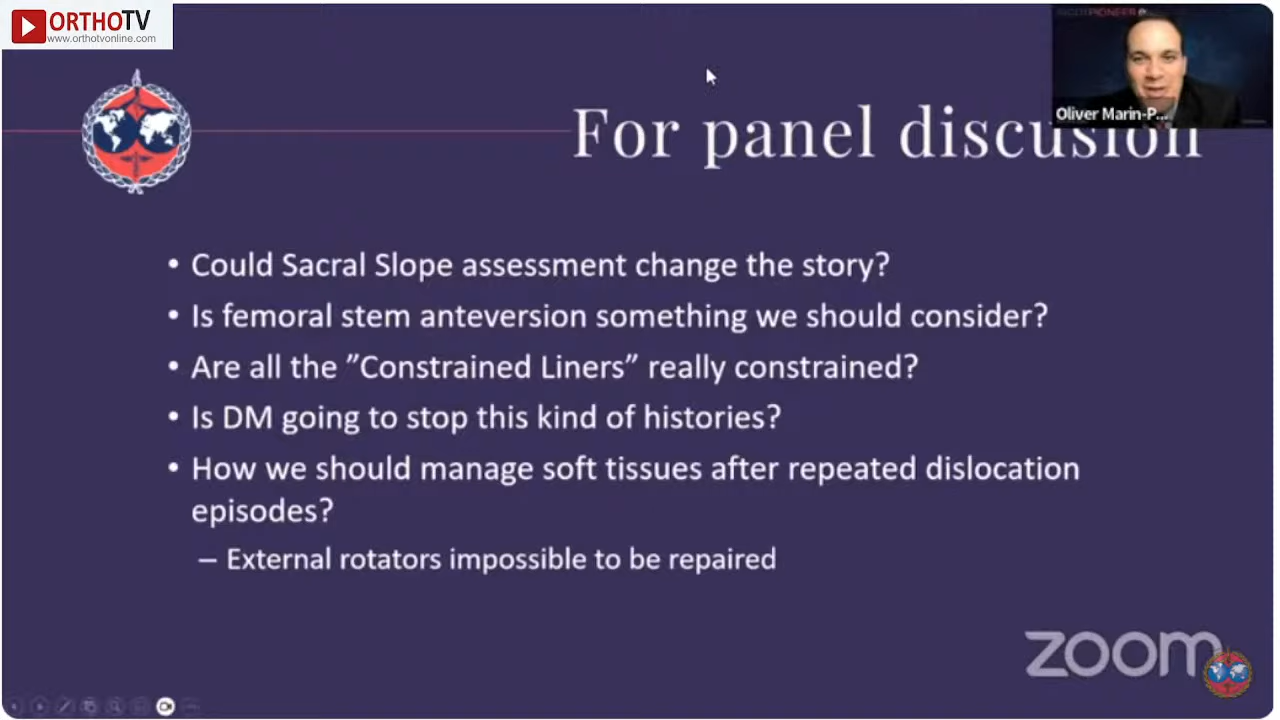 ORTHOTV
www.orthotvonline.com
PIONEER
Oliver Marin-P...
For panel discusion
• Could Sacral Slope assessment change the story?
• Is femoral stem anteversion something we should consider?
• Are all the ”Constrained Liners” really constrained?
• Is DM going to stop this kind of histories?
• How we should manage soft tissues after repeated dislocation
episodes?
– External rotators impossible to be repaired
zoom